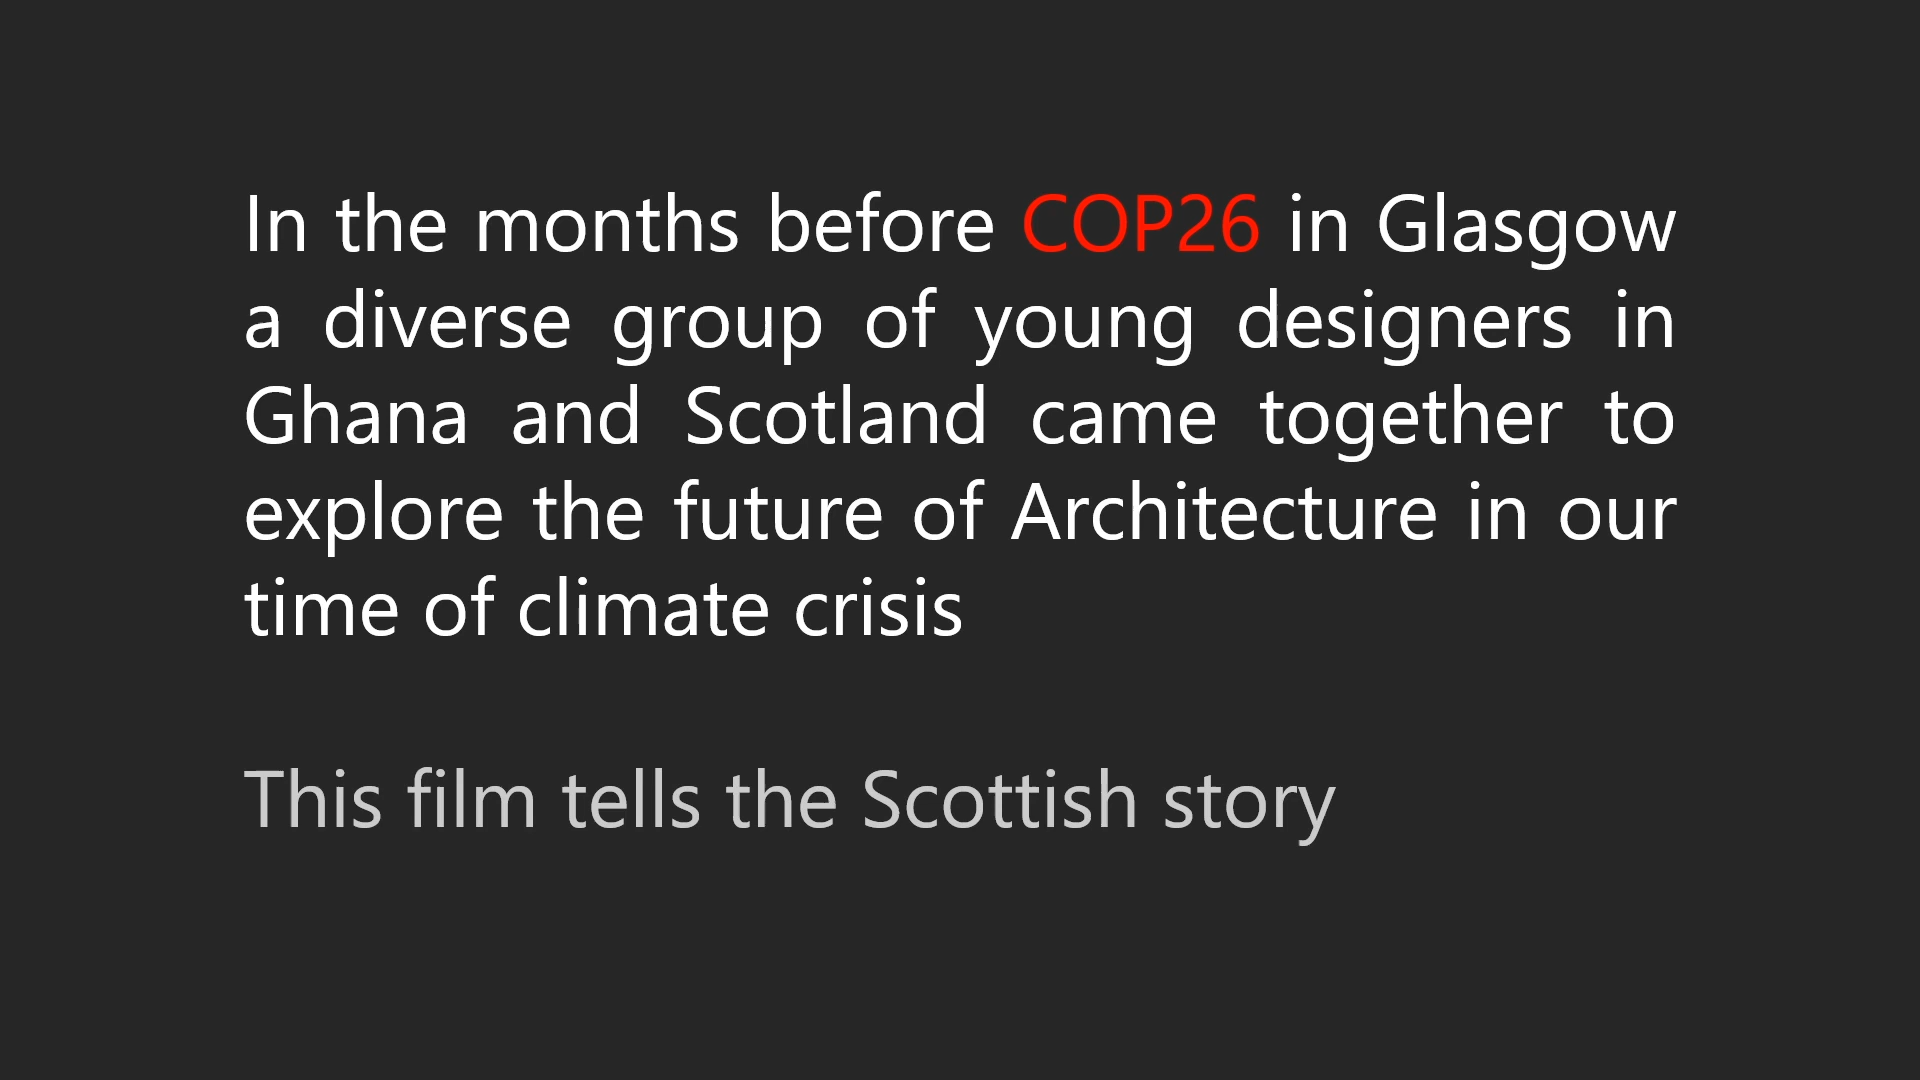 In the months before COP26 in Glasgow
a diverse group of young designers in
Ghana and Scotland came together to
explore the future of Architecture in our
time of climate crisis
This film tells the Scottish story